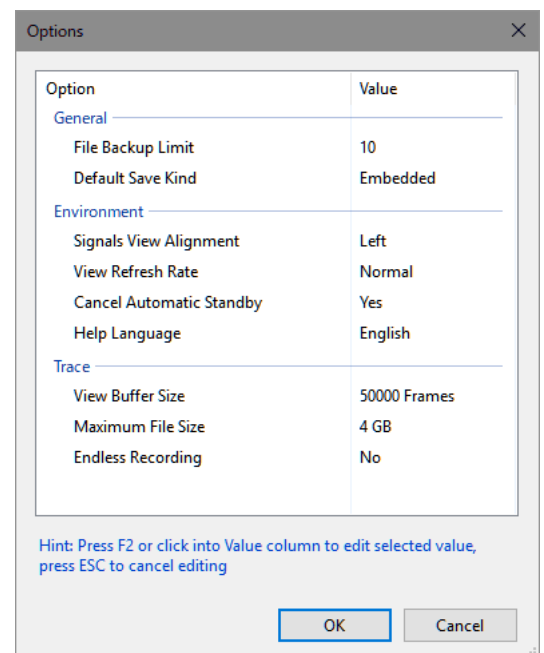 Options
Option Value
General
File Backup Limit 10
Default Save Kind Embedded
Environment
Signals View Alignment Left
View Refresh Rate Normal
Cancel Automatic Standby Yes
Help Language English
Trace
View Buffer Size 50000 Frames
Maximum File Size 4 GB
Endless Recording No
Hint: Press F2 or click into Value column to edit selected value,
press ESC to cancel editing
OK Cancel